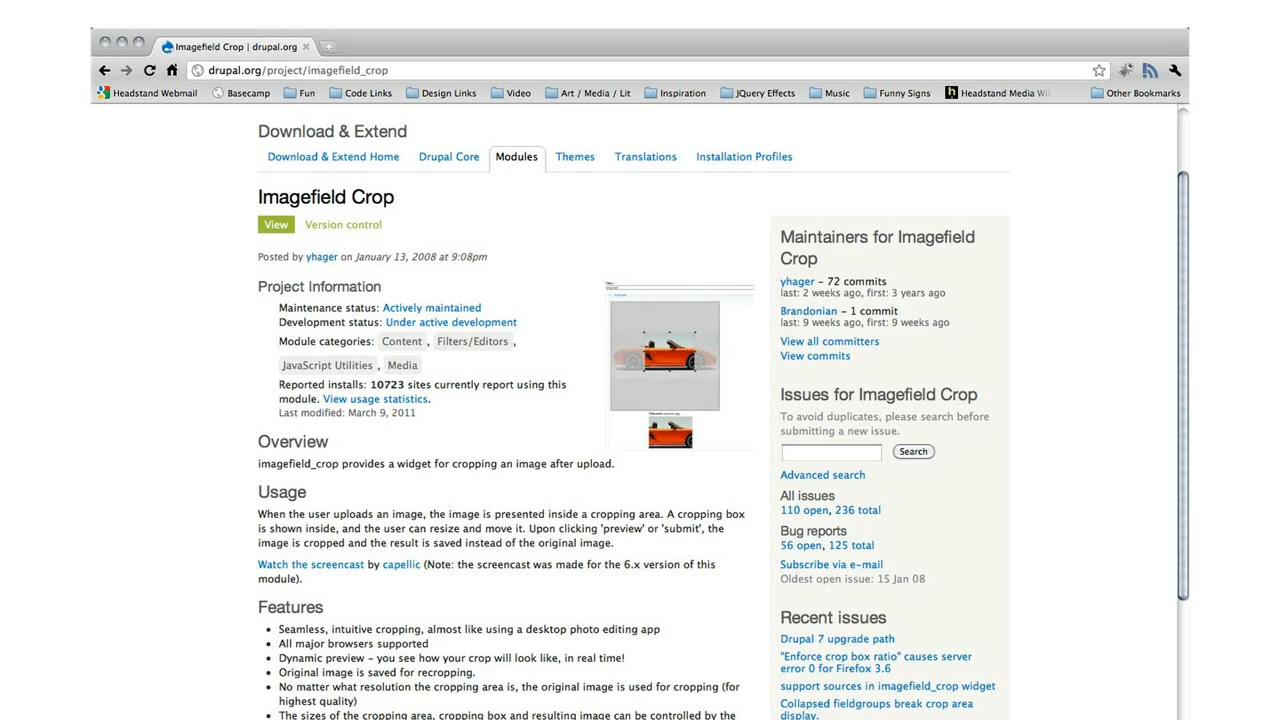 Imagefield Crop | drupal.org
drupal.org/project/imagefield_crop
Headstand Webmail Basecamp Fun Code Links Design Links Video Art / Media / Lit Inspiration JQuery Effects Music Funny Signs Headstand Media Other Bookmarks
Download & Extend
Download & Extend Home Drupal Core Modules Themes Translations Installation Profiles
Imagefield Crop
View Version control
Posted by yhager on January 13, 2008 at 9:08pm
Project Information
Maintenance status: Actively maintained
Development status: Under active development
Module categories: Content , Filters/Editors ,
JavaScript Utilities , Media
Reported installs: 10723 sites currently report using this
module. View usage statistics.
Last modified: March 9, 2011
Overview
imagefield_crop provides a widget for cropping an image after upload.
Usage
When the user uploads an image, the image is presented inside a cropping area. A cropping box
is shown inside, and the user can resize and move it. Upon clicking 'preview' or 'submit', the
image is cropped and the result is saved instead of the original image.
Watch the screencast by capellic (Note: the screencast was made for the 6.x version of this
module).
Features
• Seamless, intuitive cropping, almost like using a desktop photo editing app
• All major browsers supported
• Dynamic preview – you see how your crop will look like, in real time!
• Original image is saved for recropping.
• No matter what resolution the cropping area is, the original image is used for cropping (for
highest quality)
• The sizes of the cropping area, cropping box and resulting image can be controlled by the
Maintainers for Imagefield
Crop
yhager – 72 commits
last: 2 weeks ago, first: 3 years ago
Brandonian – 1 commit
last: 9 weeks ago, first: 9 weeks ago
View all committers
View commits
Issues for Imagefield Crop
To avoid duplicates, please search before
submitting a new issue.
Search
Advanced search
All issues
110 open, 236 total
Bug reports
56 open, 125 total
Subscribe via e-mail
Oldest open issue: 15 Jan 08
Recent issues
Drupal 7 upgrade path
"Enforce crop box ratio" causes server
error 0 for Firefox 3.6
support sources in imagefield_crop widget
Collapsed fieldgroups break crop area
display.